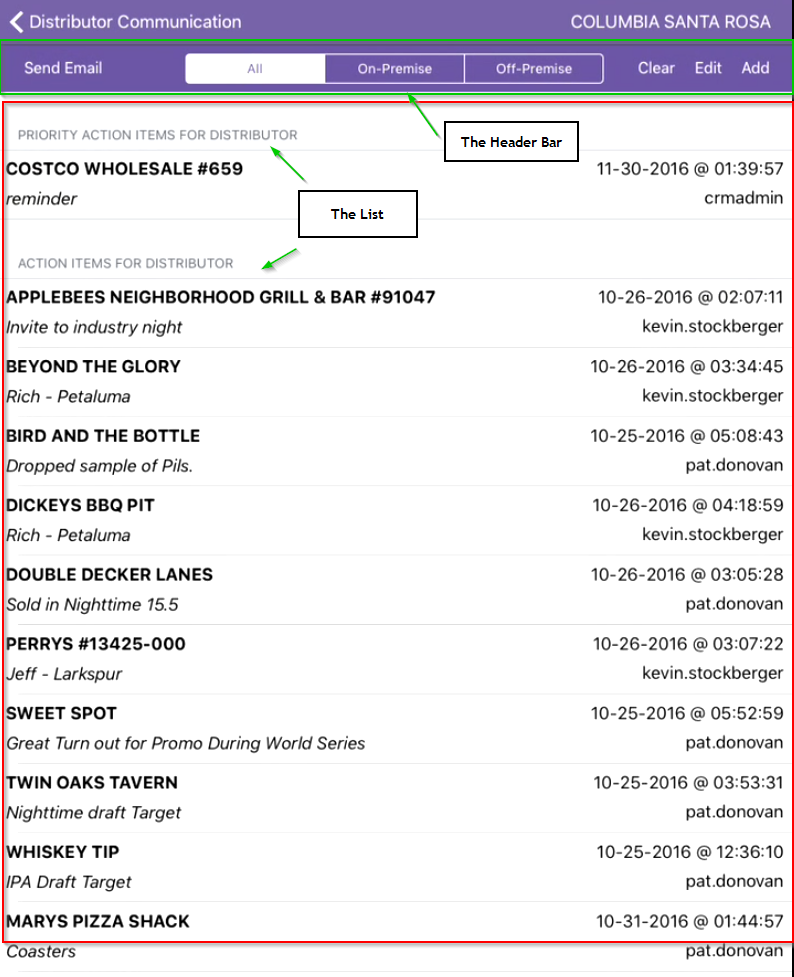 Distributor Communication COLUMBIA SANTA ROSA
Send Email All On-Premise Off-Premise Clear Edit Add
The Header Bar
PRIORITY ACTION ITEMS FOR DISTRIBUTOR
COSTCO WHOLESALE #659 11-30-2016 @ 01:39:57
reminder crmadmin
The List
ACTION ITEMS FOR DISTRIBUTOR
APPLEBEES NEIGHBORHOOD GRILL & BAR #91047 10-26-2016 @ 02:07:11
Invite to industry night kevin.stockberger
BEYOND THE GLORY 10-26-2016 @ 03:34:45
Rich - Petaluma kevin.stockberger
BIRD AND THE BOTTLE 10-25-2016 @ 05:08:43
Dropped sample of Pils. pat.donovan
DICKEYS BBQ PIT 10-26-2016 @ 04:18:59
Rich - Petaluma kevin.stockberger
DOUBLE DECKER LANES 10-26-2016 @ 03:05:28
Sold in Nighttime 15.5 pat.donovan
PERRYS #13425-000 10-26-2016 @ 03:07:22
Jeff - Larkspur kevin.stockberger
SWEET SPOT 10-25-2016 @ 05:52:59
Great Turn out for Promo During World Series pat.donovan
TWIN OAKS TAVERN 10-25-2016 @ 03:53:31
Nighttime draft Target pat.donovan
WHISKEY TIP 10-25-2016 @ 12:36:10
IPA Draft Target pat.donovan
MARYS PIZZA SHACK 10-31-2016 @ 01:44:57
Coasters pat.donovan